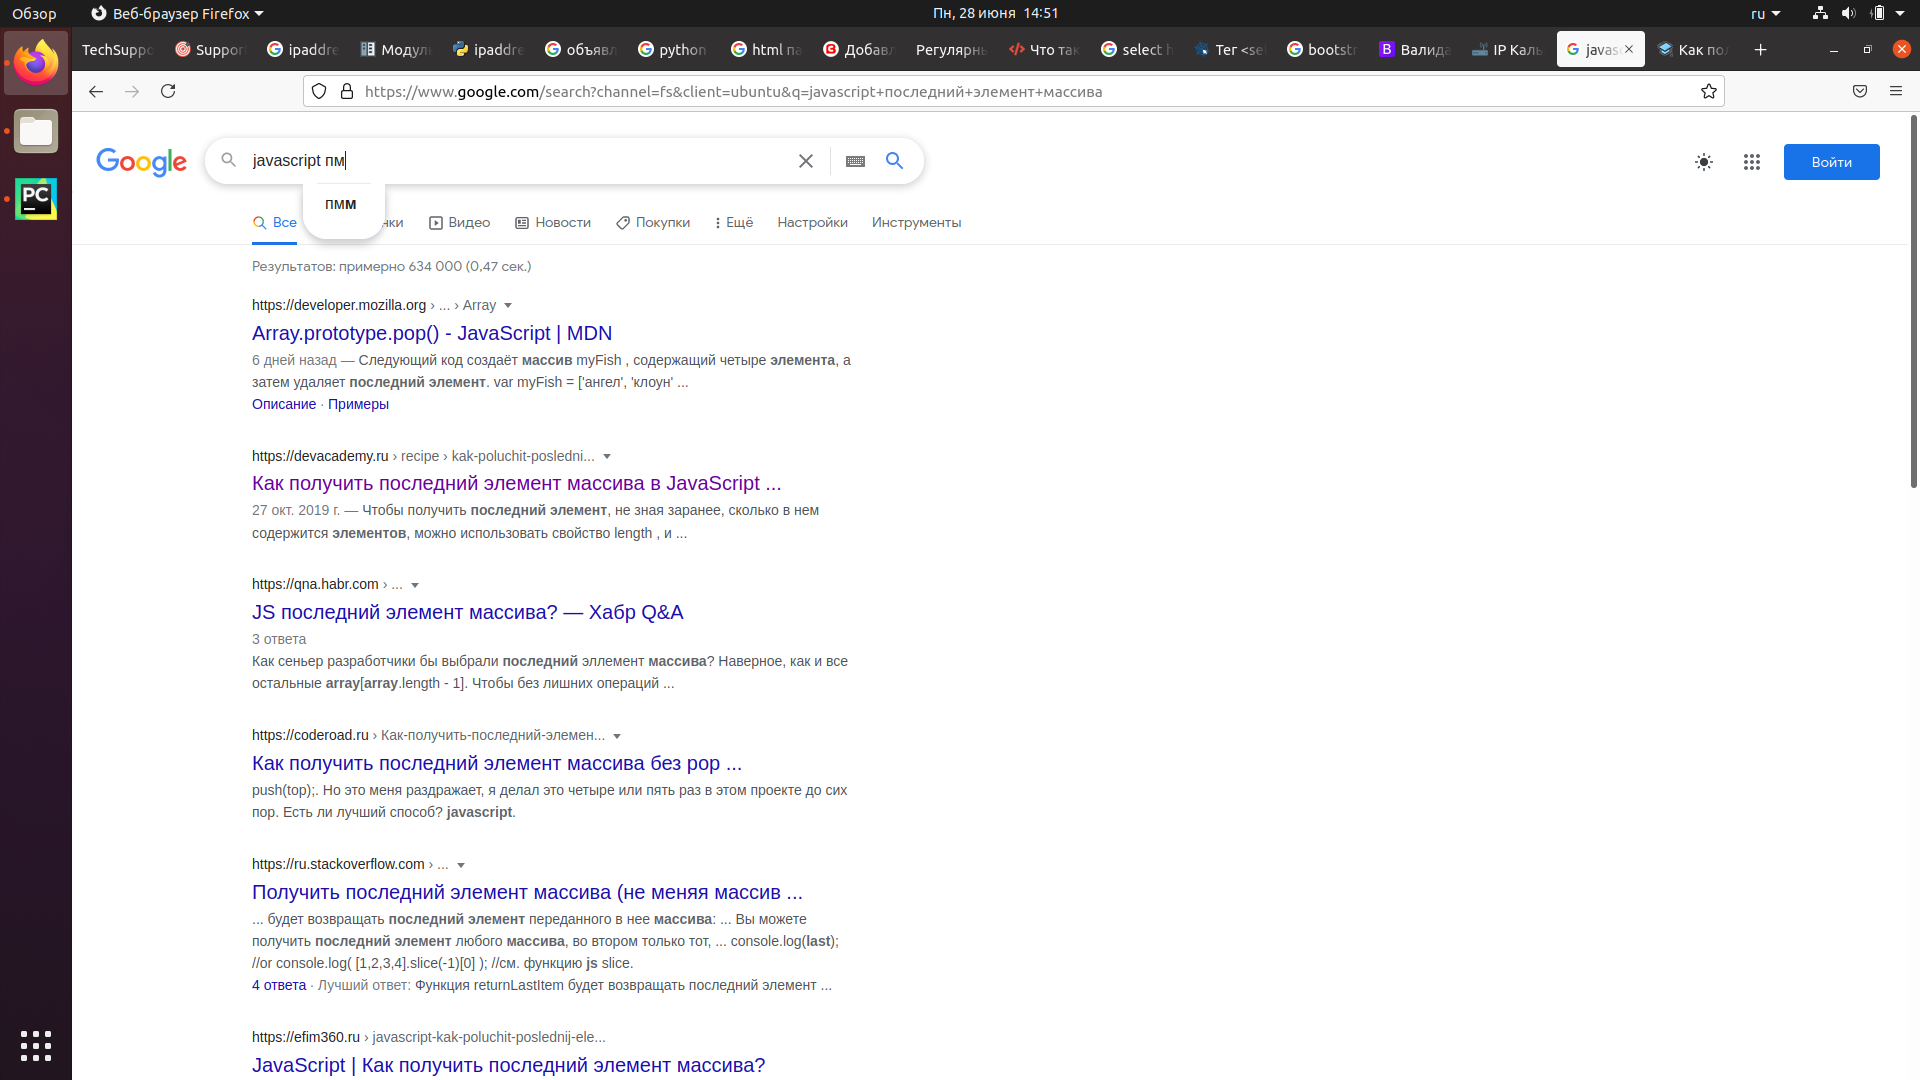 Обзор
Веб-браузер Firefox
Пн, 28 июня 14:51
ru
TechSuppo
Suppor
ipaddre
Модул
ipaddre
объявл
python
html па
Добавл
Регулярн
Что так
select h
Тег <se
bootstr
Валида
IP Каль
javas
Как по
https://www.google.com/search?channel=fs&client=ubuntu&q=javascript+последний+элемент+массива
Google
javascript пм
Войти
пмм
Все
нки
Видео
Новости
Покупки
Ещё
Настройки
Инструменты
Результатов: примерно 634 000 (0,47 сек.)
https://developer.mozilla.org › ... › Array
Array.prototype.pop() - JavaScript | MDN
6 дней назад — Следующий код создаёт массив myFish , содержащий четыре элемента, а
затем удаляет последний элемент. var myFish = ['ангел', 'клоун' ...
Описание · Примеры
https://devacademy.ru › recipe › kak-poluchit-posledni...
Как получить последний элемент массива в JavaScript ...
27 окт. 2019 г. — Чтобы получить последний элемент, не зная заранее, сколько в нем
содержится элементов, можно использовать свойство length , и ...
https://qna.habr.com › ...
JS последний элемент массива? — Хабр Q&A
3 ответа
Как сеньер разработчики бы выбрали последний эллемент массива? Наверное, как и все
остальные array[array.length - 1]. Чтобы без лишних операций ...
https://coderoad.ru › Как-получить-последний-элемен...
Как получить последний элемент массива без pop ...
push(top);. Но это меня раздражает, я делал это четыре или пять раз в этом проекте до сих
пор. Есть ли лучший способ? javascript.
https://ru.stackoverflow.com › ...
Получить последний элемент массива (не меняя массив ...
... будет возвращать последний элемент переданного в нее массива: ... Вы можете
получить последний элемент любого массива, во втором только тот, ... console.log(last);
//or console.log( [1,2,3,4].slice(-1)[0] ); //см. функцию js slice.
4 ответа · Лучший ответ: Функция returnLastItem будет возвращать последний элемент ...
https://efim360.ru › javascript-kak-poluchit-poslednij-ele...
JavaScript | Как получить последний элемент массива?